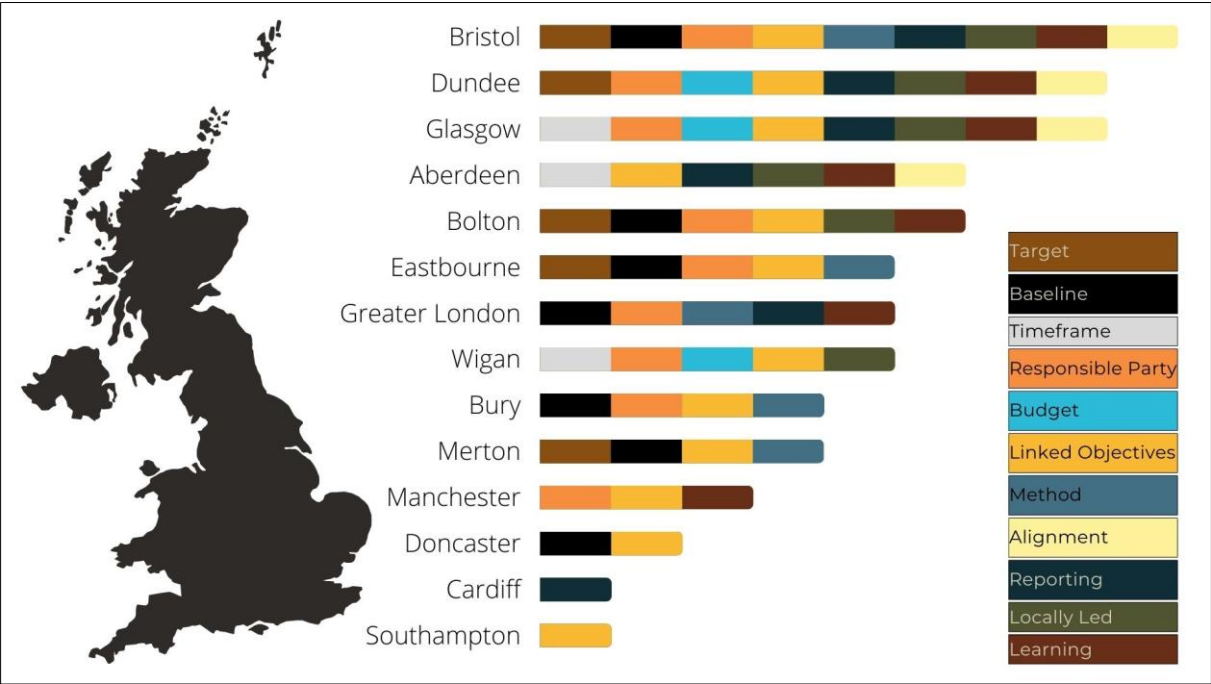 Bristol
Dundee
Glasgow
Aberdeen
Bolton
Eastbourne
Greater London
Wigan
Bury
Merton
Manchester
Doncaster
Cardiff
Southampton
Target
Baseline
Timeframe
Responsible Party
Budget
Linked Objectives
Method
Alignment
Reporting
Locally Led
Learning